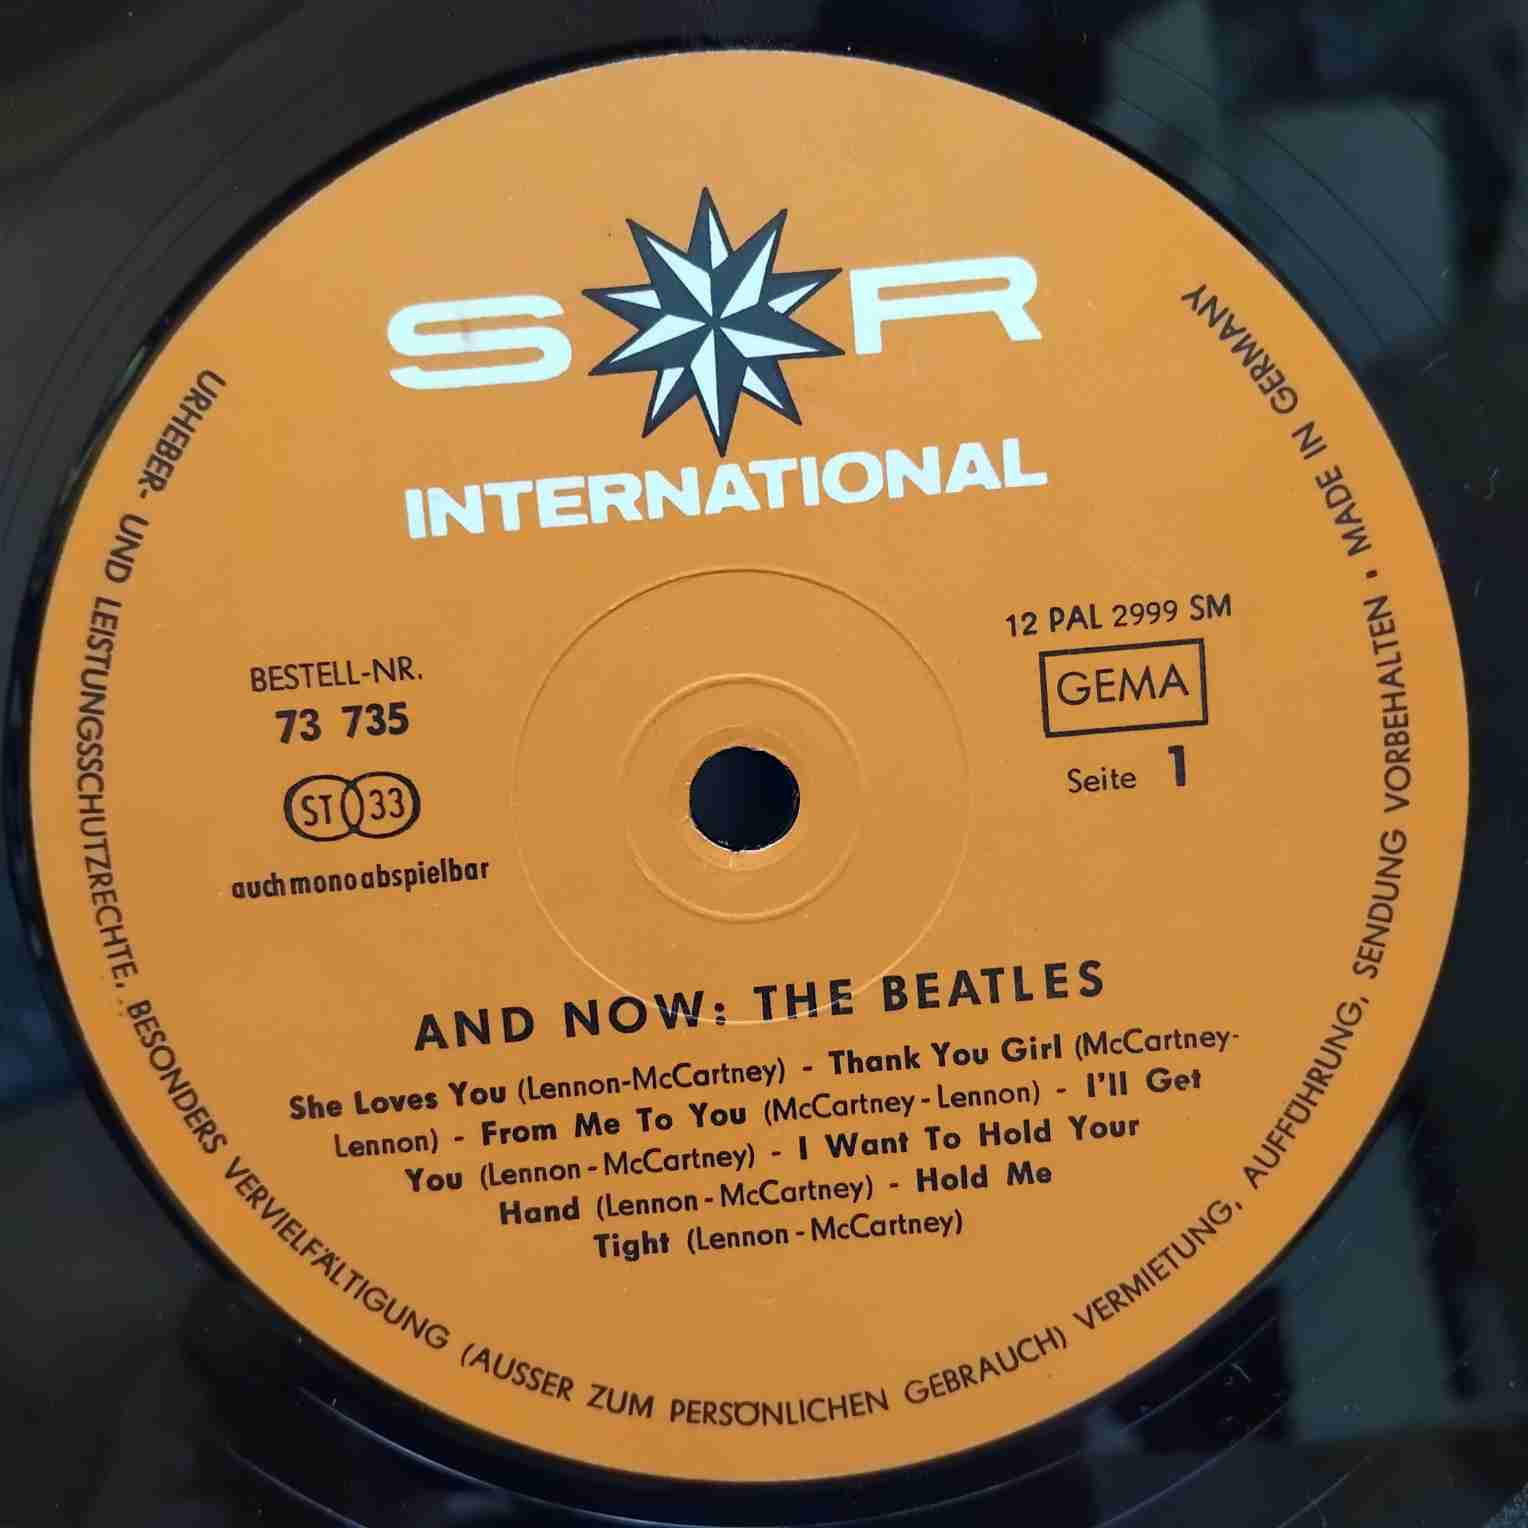 S R
INTERNATIONAL
12 PAL 2999 SM
GEMA
Seite 1
BESTELL-NR.
73 735
ST 33
auch mono abspielbar
AND NOW: THE BEATLES
She Loves You (Lennon-McCartney) - Thank You Girl (McCartney-
Lennon) - From Me To You (McCartney-Lennon) - I'll Get
You (Lennon-McCartney) - I Want To Hold Your
Hand (Lennon-McCartney) - Hold Me
Tight (Lennon-McCartney)
URHEBER- UND LEISTUNGSSCHUTZRECHTE, BESONDERS VERVIELFÄLTIGUNG (AUSSER ZUM PERSÖNLICHEN GEBRAUCH) VERMIETUNG, AUFFÜHRUNG, SENDUNG VORBEHALTEN • MADE IN GERMANY